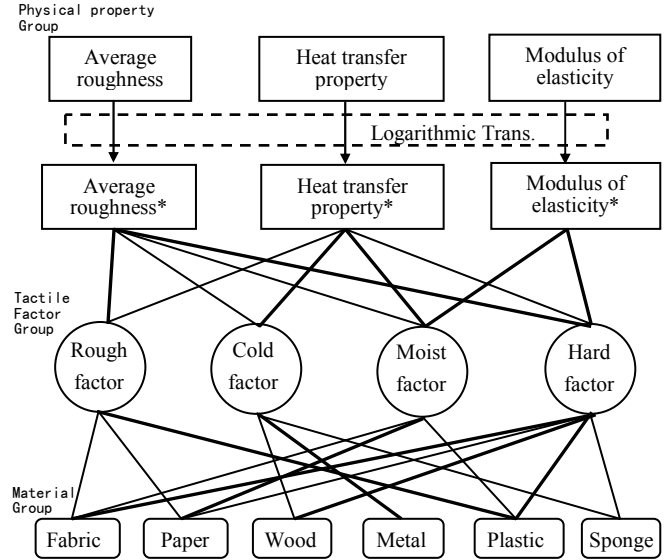 Physical property
Group
Average
roughness
Heat transfer
property
Modulus of
elasticity
Logarithmic Trans.
Average
roughness*
Heat transfer
property*
Modulus of
elasticity*
Tactile
Factor
Group
Rough
factor
Cold
factor
Moist
factor
Hard
factor
Material
Group
Fabric
Paper
Wood
Metal
Plastic
Sponge